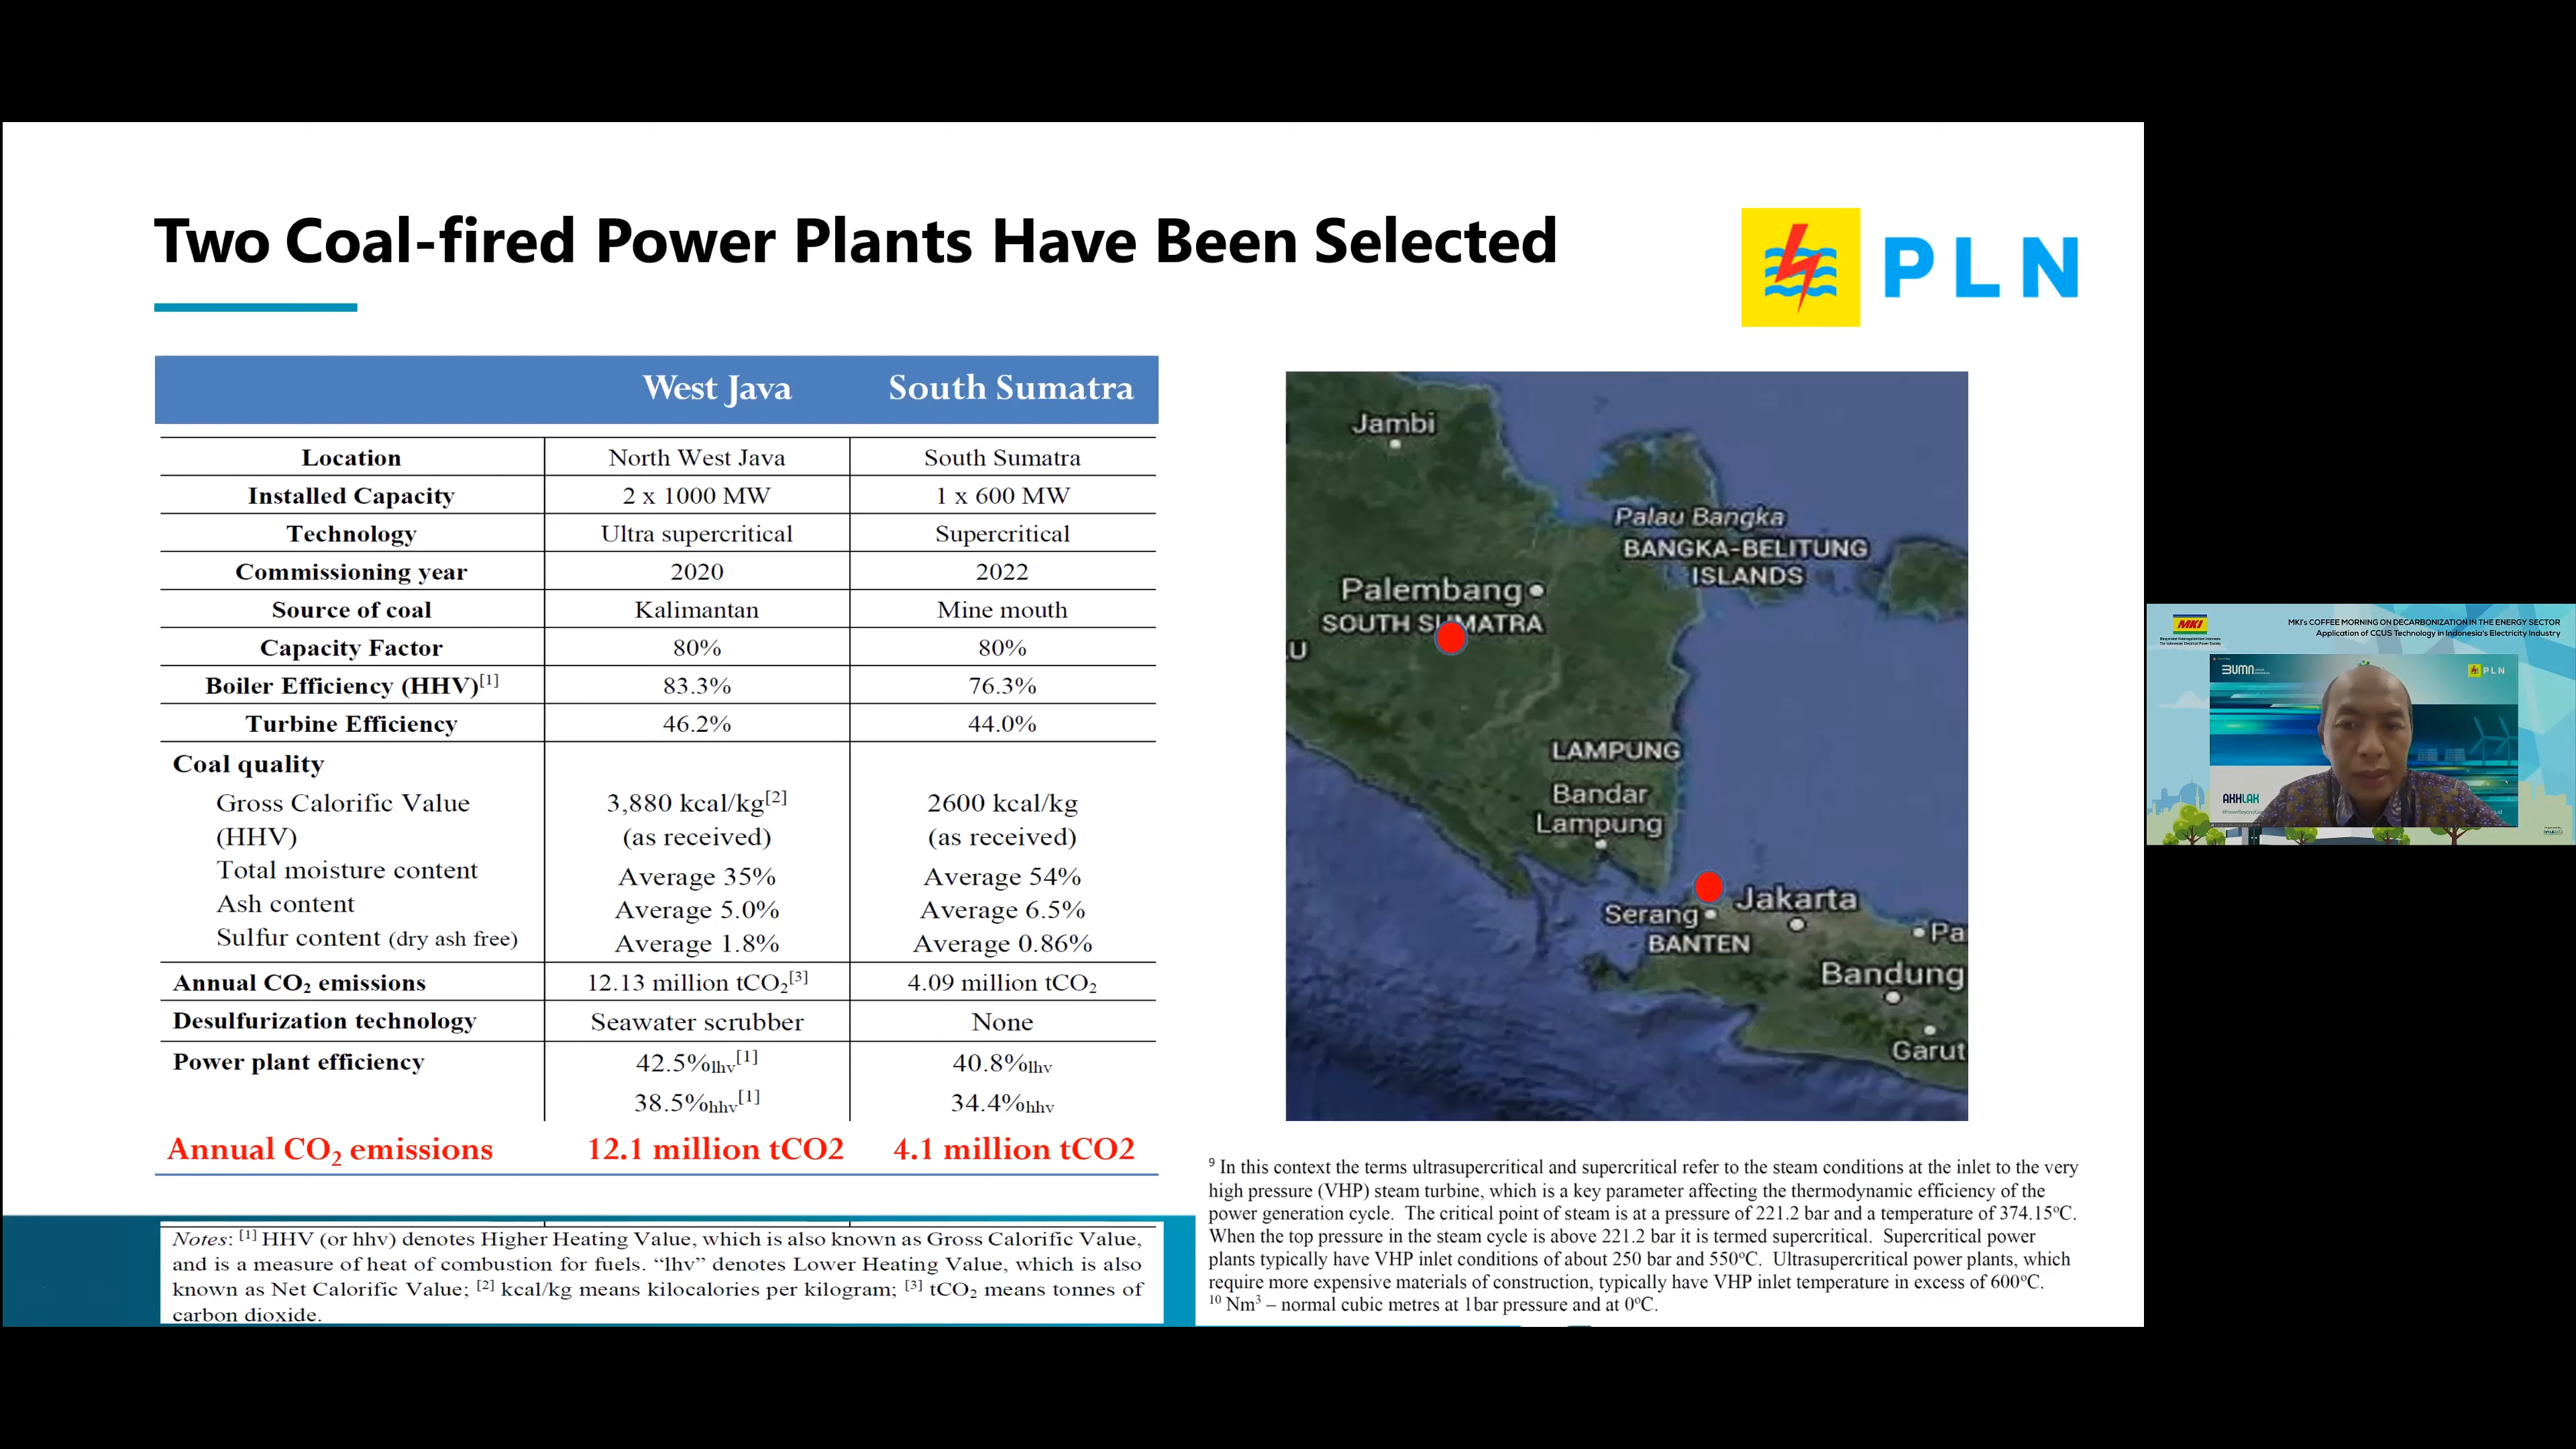 Two Coal-fired Power Plants Have Been Selected
PLN
West Java South Sumatra
Location North West Java South Sumatra
Installed Capacity 2 x 1000 MW 1 x 600 MW
Technology Ultra supercritical Supercritical
Commissioning year 2020 2022
Source of coal Kalimantan Mine mouth
Capacity Factor 80% 80%
Boiler Efficiency (HHV)[1] 83.3% 76.3%
Turbine Efficiency 46.2% 44.0%
Coal quality
Gross Calorific Value 3,880 kcal/kg[2] 2600 kcal/kg
(HHV) (as received) (as received)
Total moisture content Average 35% Average 54%
Ash content Average 5.0% Average 6.5%
Sulfur content (dry ash free) Average 1.8% Average 0.86%
Annual CO₂ emissions 12.13 million tCO₂[3] 4.09 million tCO₂
Desulfurization technology Seawater scrubber None
Power plant efficiency 42.5%lhv[1] 40.8%lhv
38.5%hhv[1] 34.4%hhv
Annual CO₂ emissions 12.1 million tCO2 4.1 million tCO2
Notes: [1] HHV (or hhv) denotes Higher Heating Value, which is also known as Gross Calorific Value,
and is a measure of heat of combustion for fuels. “lhv” denotes Lower Heating Value, which is also
known as Net Calorific Value; [2] kcal/kg means kilocalories per kilogram; [3] tCO₂ means tonnes of
carbon dioxide.
Jambi
Palau Bangka
BANGKA-BELITUNG
ISLANDS
Palembang
SOUTH SUMATRA
U
LAMPUNG
Bandar
Lampung
Jakarta
Serang
BANTEN
Pa
Bandung
Garut
⁹ In this context the terms ultrasupercritical and supercritical refer to the steam conditions at the inlet to the very
high pressure (VHP) steam turbine, which is a key parameter affecting the thermodynamic efficiency of the
power generation cycle. The critical point of steam is at a pressure of 221.2 bar and a temperature of 374.15ºC.
When the top pressure in the steam cycle is above 221.2 bar it is termed supercritical. Supercritical power
plants typically have VHP inlet conditions of about 250 bar and 550ºC. Ultrasupercritical power plants, which
require more expensive materials of construction, typically have VHP inlet temperature in excess of 600ºC.
¹⁰ Nm³ – normal cubic metres at 1bar pressure and at 0ºC.
MKI
MKI's COFFEE MORNING ON DECARBONIZATION IN THE ENERGY SECTOR
Application of CCUS Technology in Indonesia's Electricity Industry
BUMN
PLN
AKHLAK